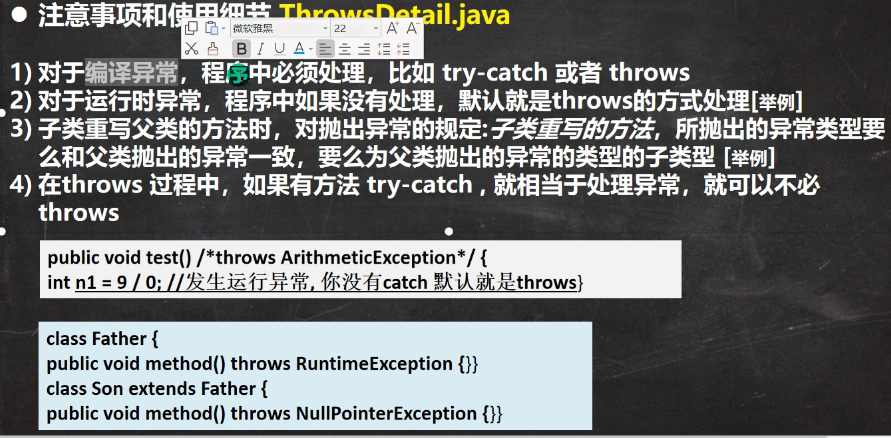 ● 注意事项和使用细节 ThrowsDetail.java
微软雅黑 22 A+ A-
B I U A
1) 对于编译异常，程序中必须处理，比如 try-catch 或者 throws
2) 对于运行时异常，程序中如果没有处理，默认就是throws的方式处理[举例]
3) 子类重写父类的方法时，对抛出异常的规定:子类重写的方法，所抛出的异常类型要
么和父类抛出的异常一致，要么为父类抛出的异常的类型的子类型 [举例]
4) 在throws 过程中，如果有方法 try-catch , 就相当于处理异常，就可以不必
throws
public void test() /*throws ArithmeticException*/ {
int n1 = 9 / 0; //发生运行异常, 你没有catch 默认就是throws}
class Father {
public void method() throws RuntimeException {}}
class Son extends Father {
public void method() throws NullPointerException {}}